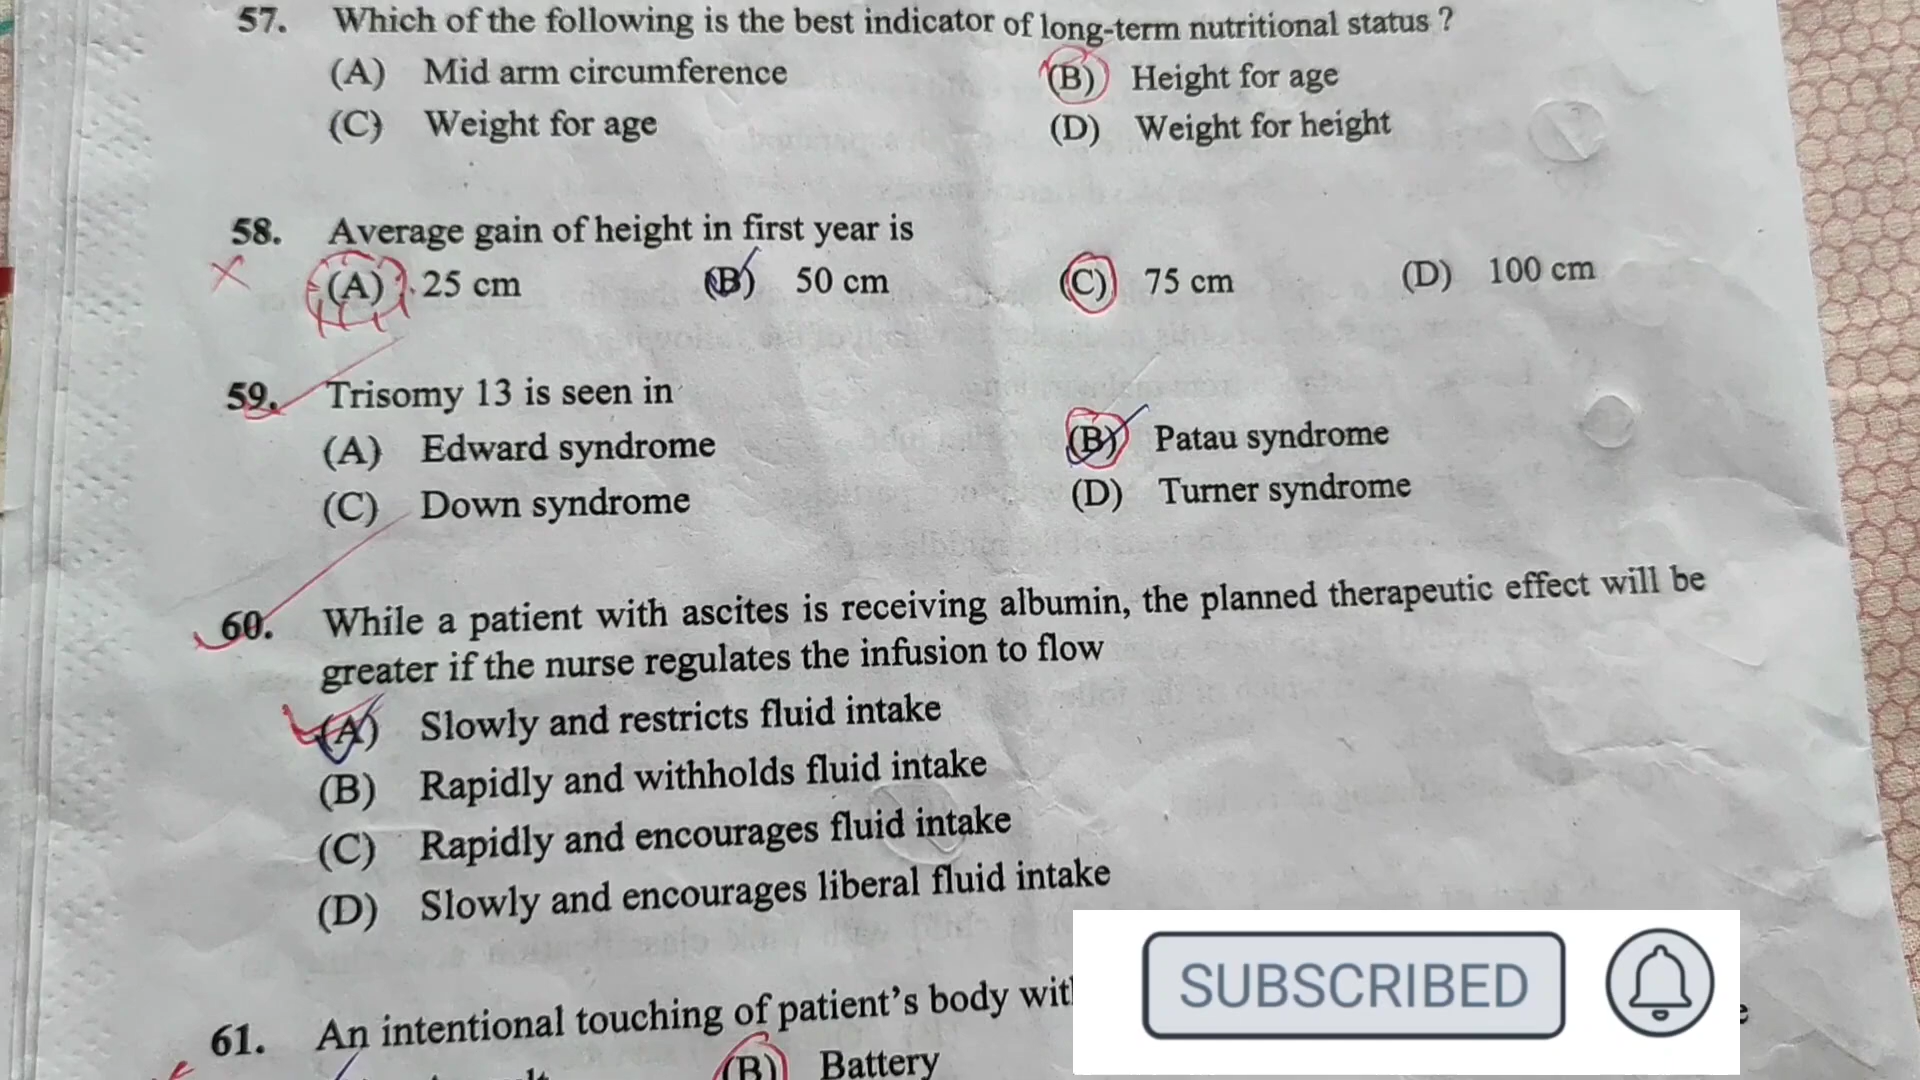 57. Which of the following is the best indicator of long-term nutritional status ?
(A) Mid arm circumference (B) Height for age
(C) Weight for age (D) Weight for height
58. Average gain of height in first year is
(A) 25 cm (B) 50 cm (C) 75 cm (D) 100 cm
59. Trisomy 13 is seen in
(A) Edward syndrome (B) Patau syndrome
(C) Down syndrome (D) Turner syndrome
60. While a patient with ascites is receiving albumin, the planned therapeutic effect will be
greater if the nurse regulates the infusion to flow
(A) Slowly and restricts fluid intake
(B) Rapidly and withholds fluid intake
(C) Rapidly and encourages fluid intake
(D) Slowly and encourages liberal fluid intake
61. An intentional touching of patient's body
(B) Battery
SUBSCRIBED